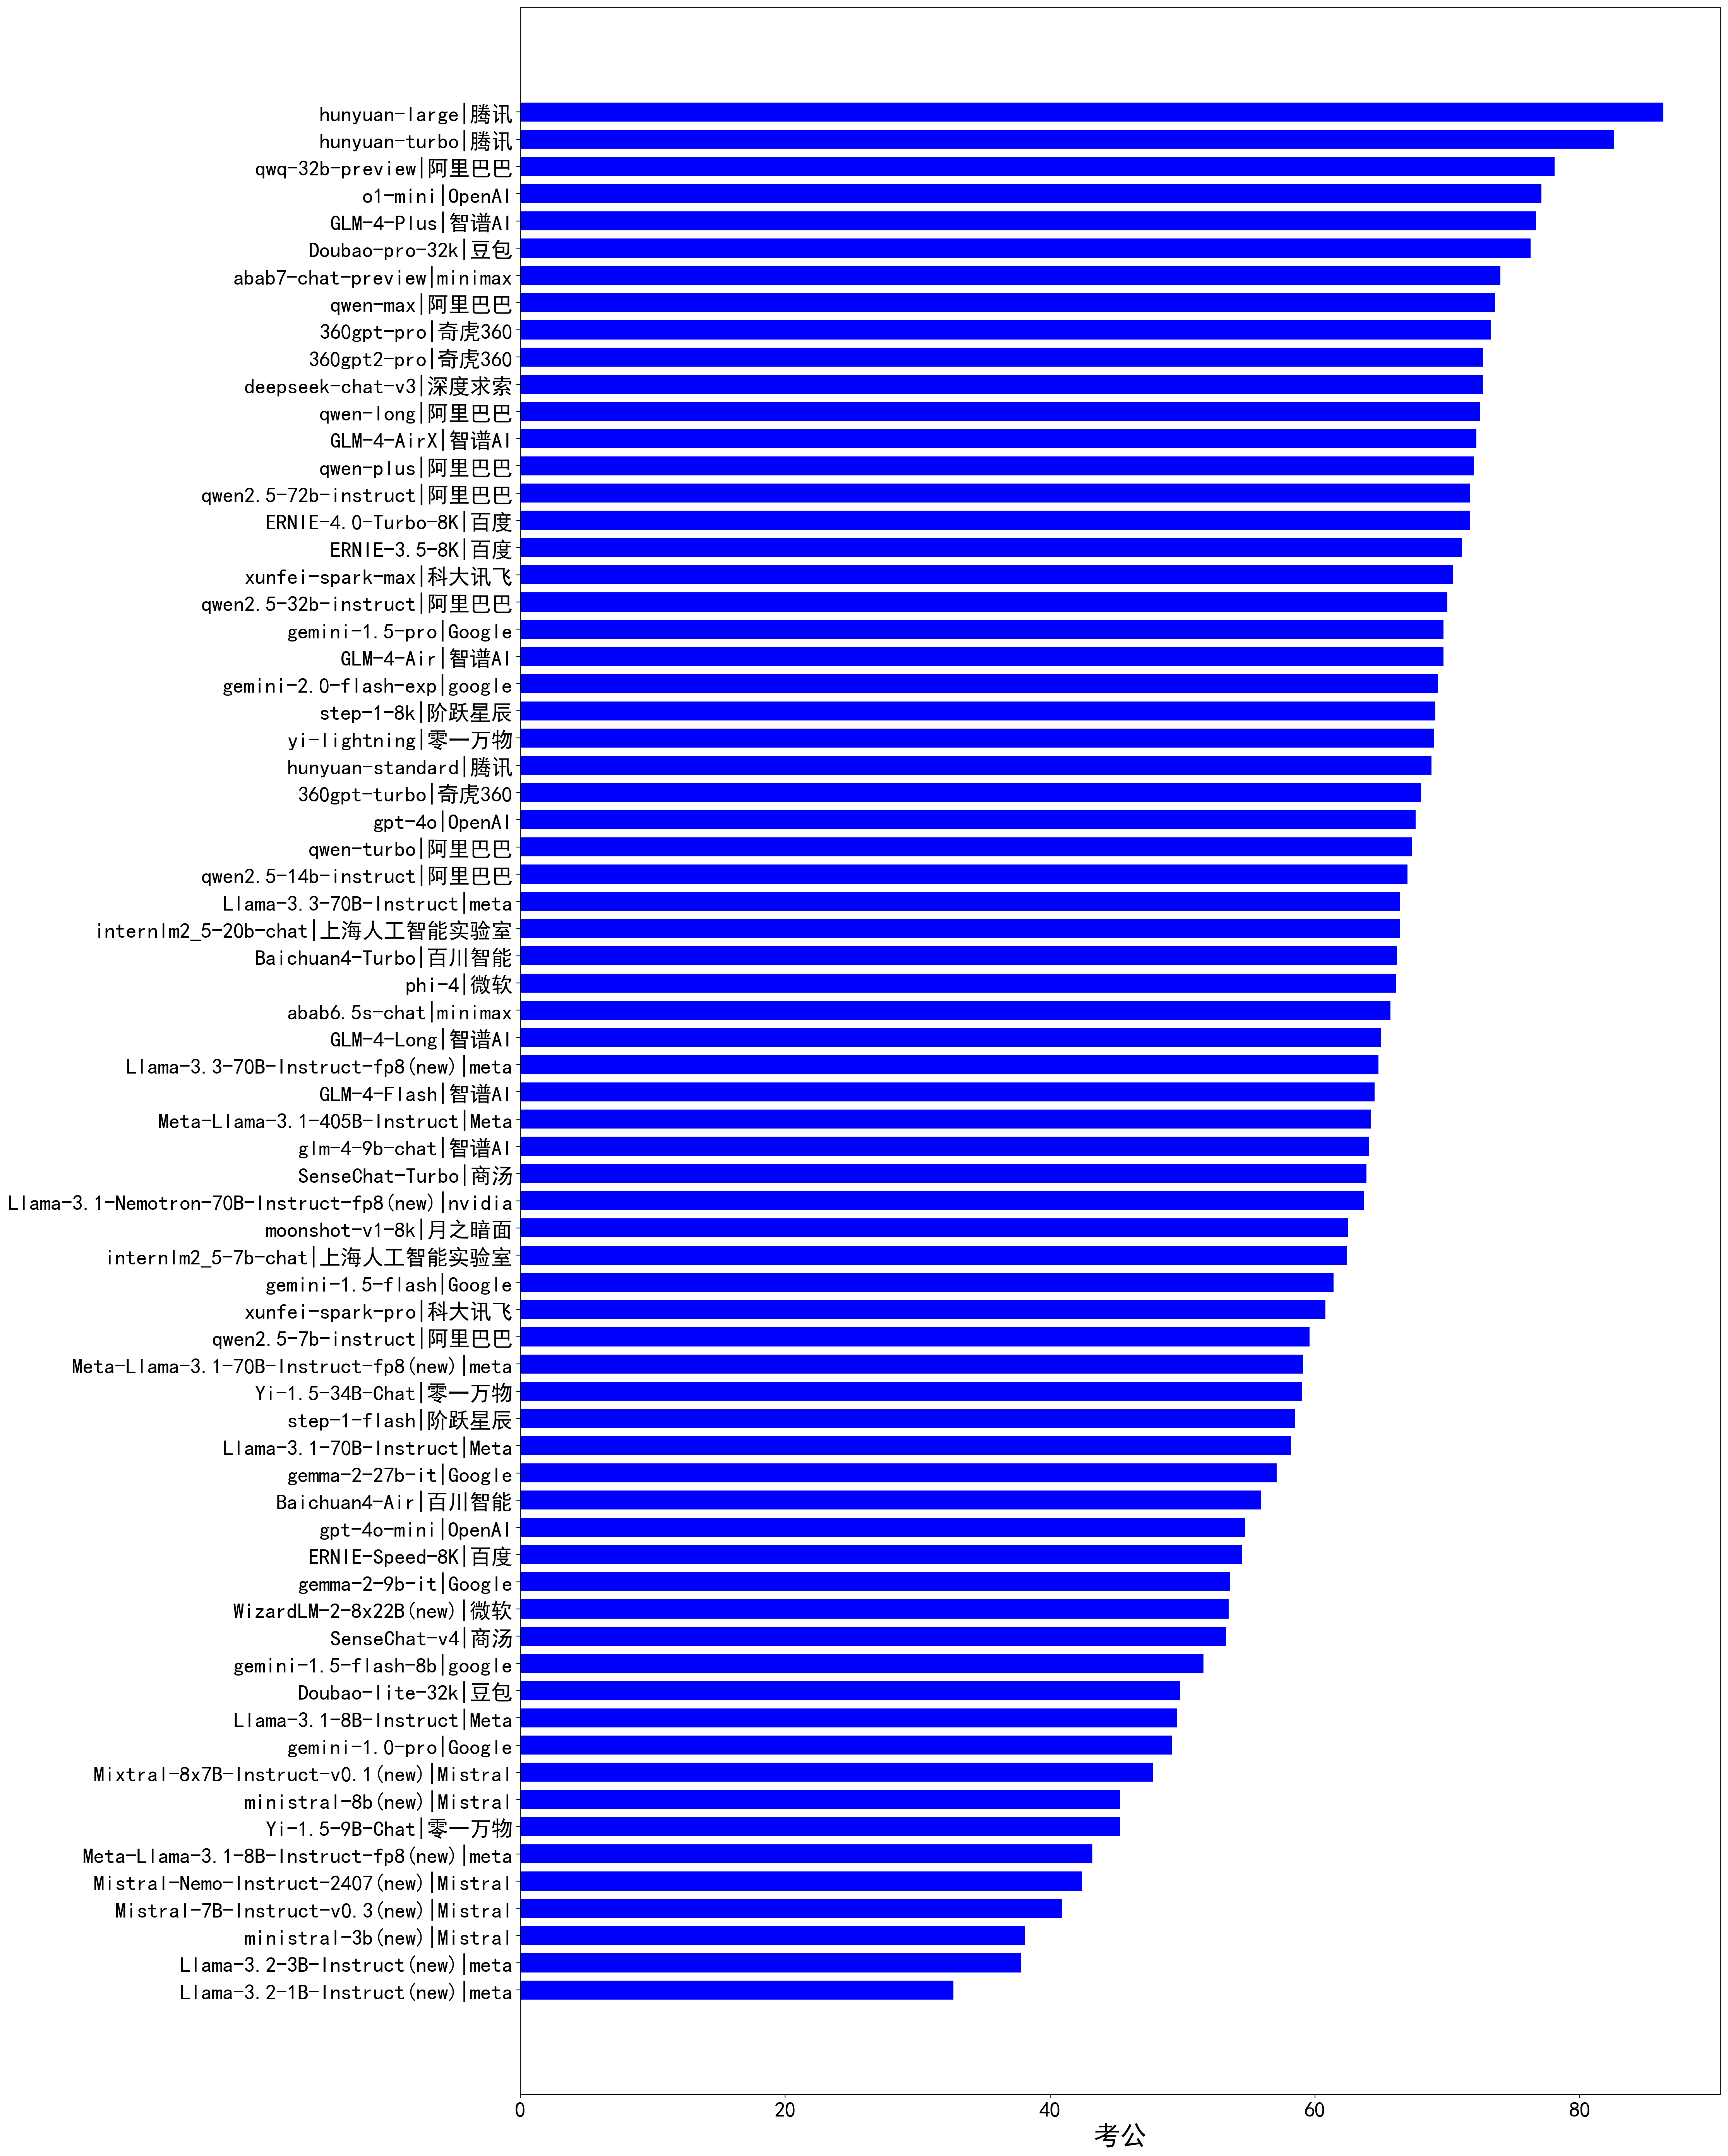 hunyuan-large|腾讯
hunyuan-turbo|腾讯
qwq-32b-preview|阿里巴巴
o1-mini|OpenAI
GLM-4-Plus|智谱AI
Doubao-pro-32k|豆包
abab7-chat-preview|minimax
qwen-max|阿里巴巴
360gpt-pro|奇虎360
360gpt2-pro|奇虎360
deepseek-chat-v3|深度求索
qwen-long|阿里巴巴
GLM-4-AirX|智谱AI
qwen-plus|阿里巴巴
qwen2.5-72b-instruct|阿里巴巴
ERNIE-4.0-Turbo-8K|百度
ERNIE-3.5-8K|百度
xunfei-spark-max|科大讯飞
qwen2.5-32b-instruct|阿里巴巴
gemini-1.5-pro|Google
GLM-4-Air|智谱AI
gemini-2.0-flash-exp|google
step-1-8k|阶跃星辰
yi-lightning|零一万物
hunyuan-standard|腾讯
360gpt-turbo|奇虎360
gpt-4o|OpenAI
qwen-turbo|阿里巴巴
qwen2.5-14b-instruct|阿里巴巴
Llama-3.3-70B-Instruct|meta
internlm2_5-20b-chat|上海人工智能实验室
Baichuan4-Turbo|百川智能
phi-4|微软
abab6.5s-chat|minimax
GLM-4-Long|智谱AI
Llama-3.3-70B-Instruct-fp8(new)|meta
GLM-4-Flash|智谱AI
Meta-Llama-3.1-405B-Instruct|Meta
glm-4-9b-chat|智谱AI
SenseChat-Turbo|商汤
Llama-3.1-Nemotron-70B-Instruct-fp8(new)|nvidia
moonshot-v1-8k|月之暗面
internlm2_5-7b-chat|上海人工智能实验室
gemini-1.5-flash|Google
xunfei-spark-pro|科大讯飞
qwen2.5-7b-instruct|阿里巴巴
Meta-Llama-3.1-70B-Instruct-fp8(new)|meta
Yi-1.5-34B-Chat|零一万物
step-1-flash|阶跃星辰
Llama-3.1-70B-Instruct|Meta
gemma-2-27b-it|Google
Baichuan4-Air|百川智能
gpt-4o-mini|OpenAI
ERNIE-Speed-8K|百度
gemma-2-9b-it|Google
WizardLM-2-8x22B(new)|微软
SenseChat-v4|商汤
gemini-1.5-flash-8b|google
Doubao-lite-32k|豆包
Llama-3.1-8B-Instruct|Meta
gemini-1.0-pro|Google
Mixtral-8x7B-Instruct-v0.1(new)|Mistral
ministral-8b(new)|Mistral
Yi-1.5-9B-Chat|零一万物
Meta-Llama-3.1-8B-Instruct-fp8(new)|meta
Mistral-Nemo-Instruct-2407(new)|Mistral
Mistral-7B-Instruct-v0.3(new)|Mistral
ministral-3b(new)|Mistral
Llama-3.2-3B-Instruct(new)|meta
Llama-3.2-1B-Instruct(new)|meta
0 20 40 60 80
考公